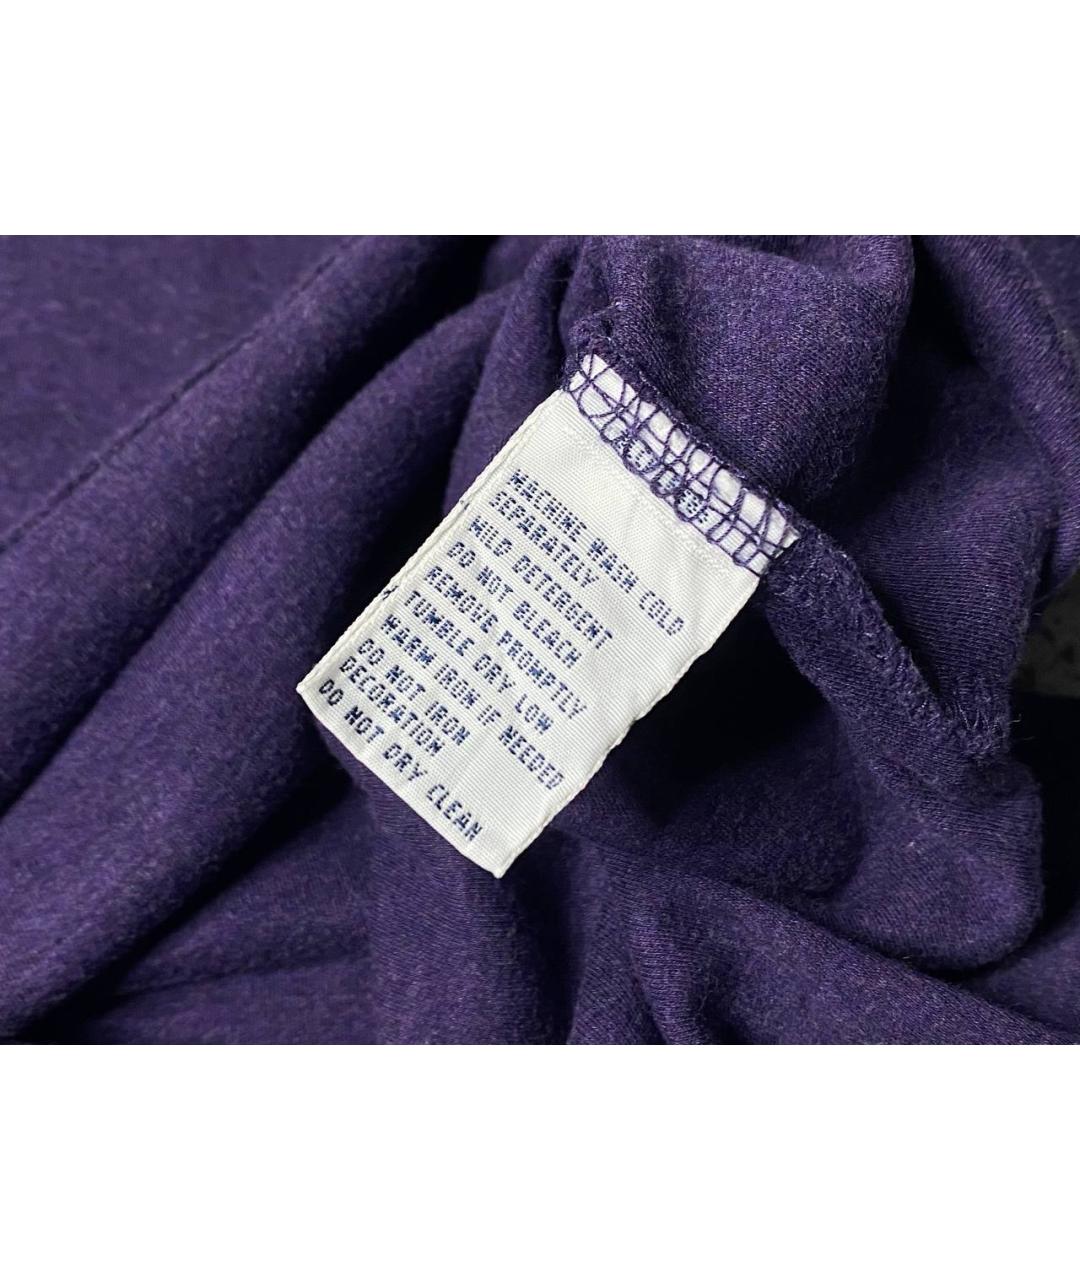 MACHINE WASH COLD
SEPARATELY
MILD DETERGENT
DO NOT BLEACH
REMOVE PROMPTLY
TUMBLE DRY LOW
WARM IRON IF NEEDED
DO NOT IRON
DECORATION
DO NOT DRY CLEAN